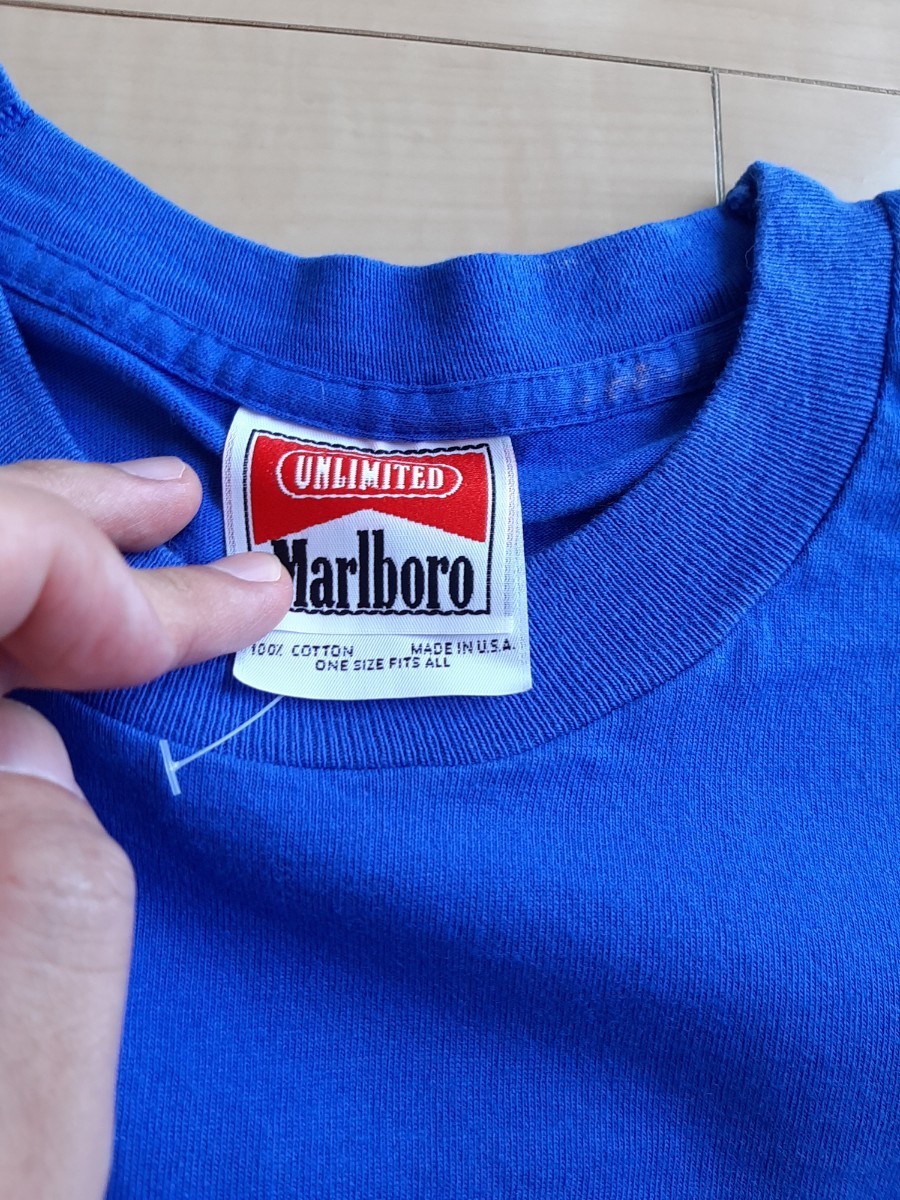 UNLIMITED
Marlboro
100% COTTON MADE IN U.S.A.
ONE SIZE FITS ALL